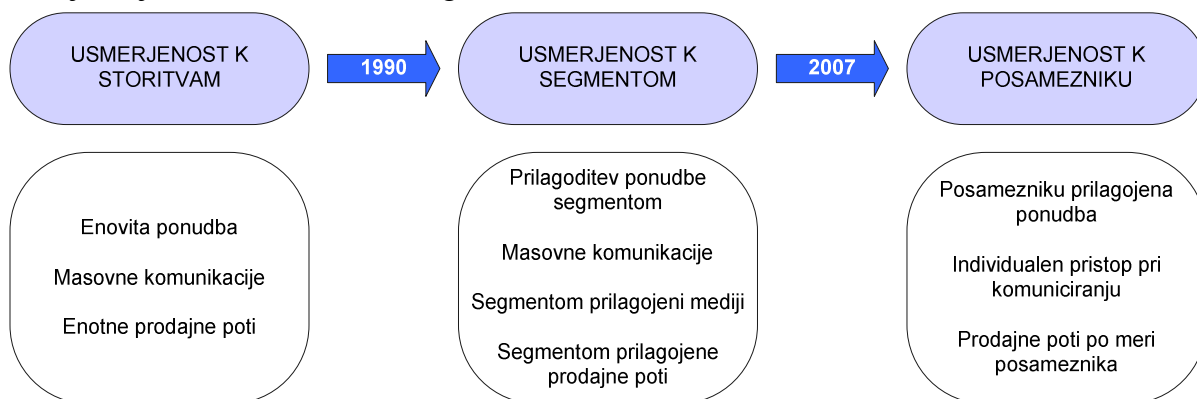 USMERJENOST K
STORITVAM
1990
USMERJENOST K
SEGMENTOM
2007
USMERJENOST K
POSAMEZNIKU
Enovita ponudba
Masovne komunikacije
Enotne prodajne poti
Prilagoditev ponudbe
segmentom
Masovne komunikacije
Segmentom prilagojeni mediji
Segmentom prilagojene
prodajne poti
Posamezniku prilagojena
ponudba
Individualen pristop pri
komuniciranju
Prodajne poti po meri
posameznika